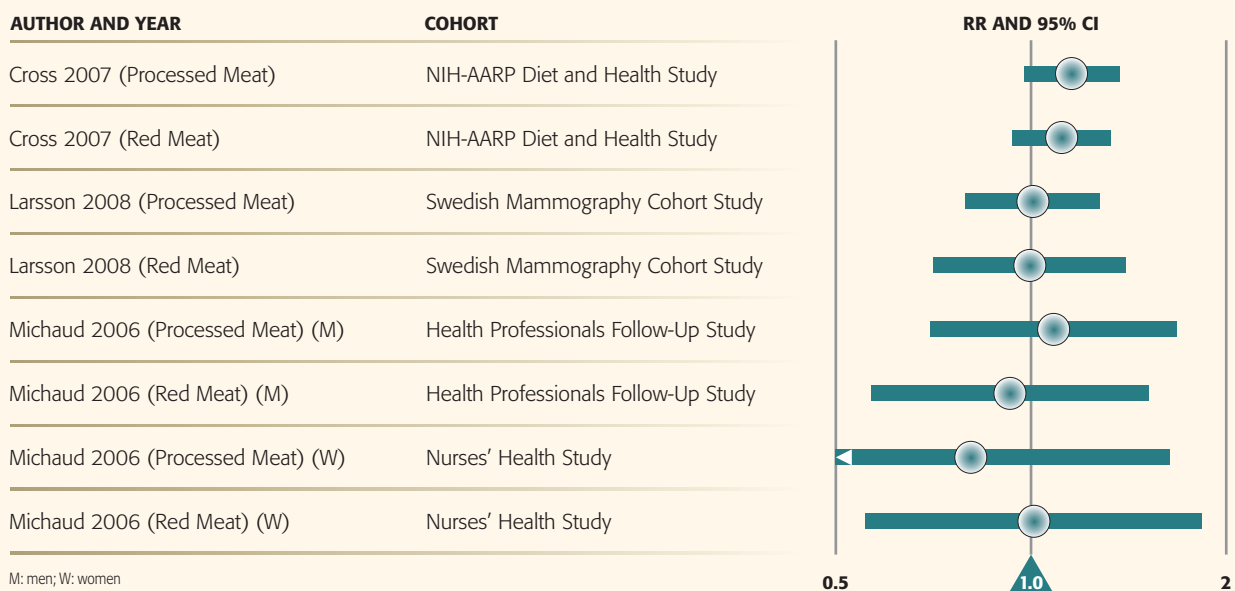 AUTHOR AND YEAR COHORT RR AND 95% CI
Cross 2007 (Processed Meat) NIH-AARP Diet and Health Study
Cross 2007 (Red Meat) NIH-AARP Diet and Health Study
Larsson 2008 (Processed Meat) Swedish Mammography Cohort Study
Larsson 2008 (Red Meat) Swedish Mammography Cohort Study
Michaud 2006 (Processed Meat) (M) Health Professionals Follow-Up Study
Michaud 2006 (Red Meat) (M) Health Professionals Follow-Up Study
Michaud 2006 (Processed Meat) (W) Nurses’ Health Study
Michaud 2006 (Red Meat) (W) Nurses’ Health Study
M: men; W: women 0.5 1.0 2